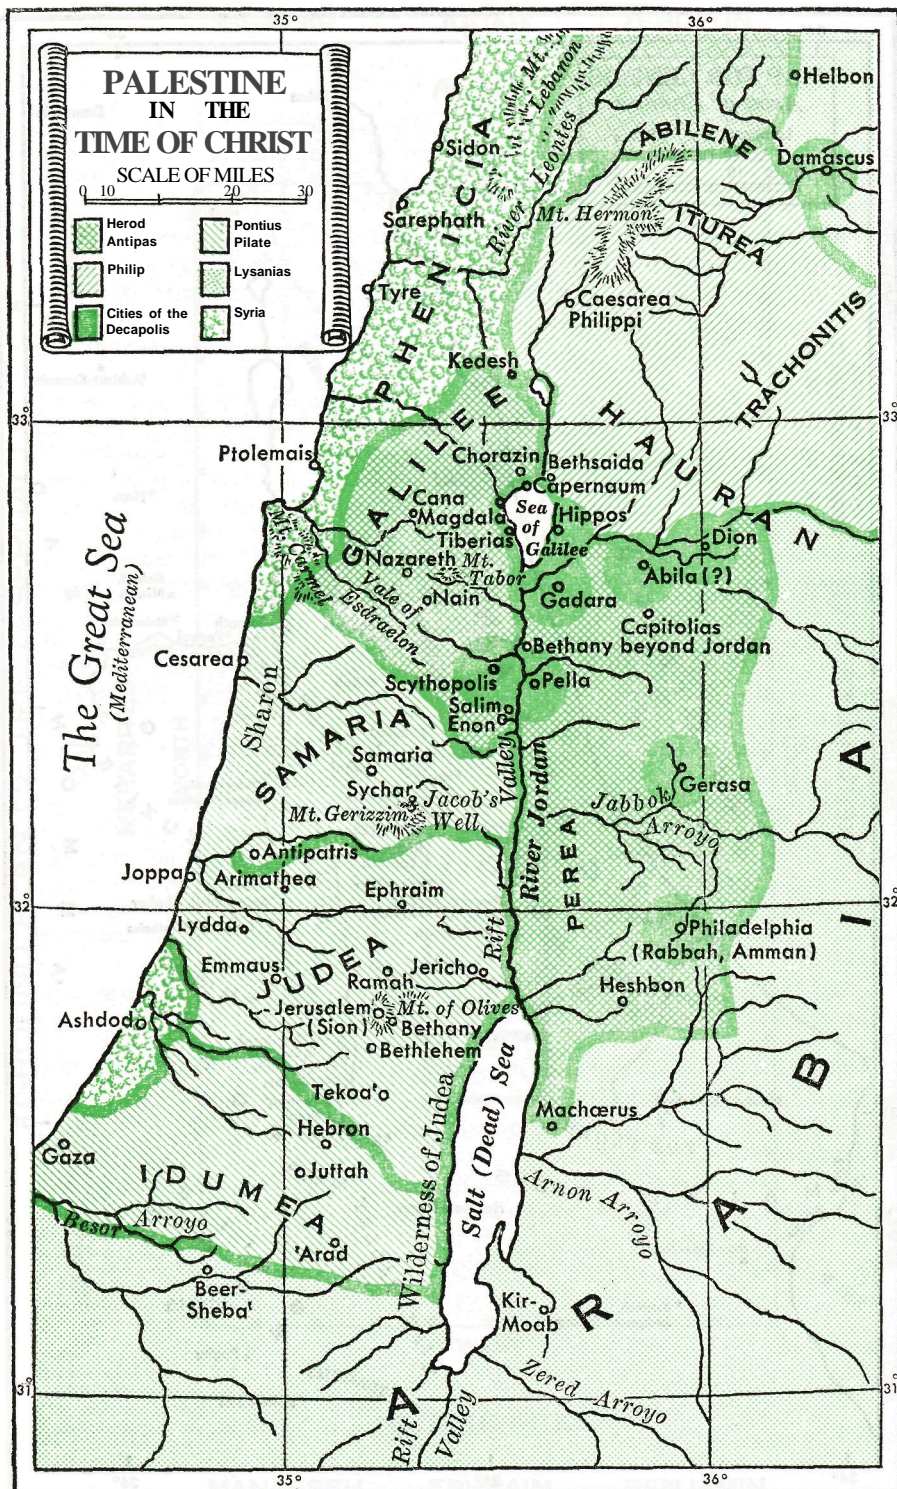 35°
36°
PALESTINE
IN THE
TIME OF CHRIST
SCALE OF MILES
0 10 20 30
Herod
Antipas
Pontius
Pilate
Philip
Lysanias
Cities of the
Decapolis
Syria
Mt. Lebanon
Helbon
ABILENE
Sidon
River Leontes
Damascus
PHENICIA
Sarephath
Mt. Hermon
ITUREA
Tyre
Caesarea
Philippi
TRACHONITIS
Kedesh
33°
33°
HAURAN
GALILEE
Ptolemais
Chorazin
Bethsaida
Capernaum
Cana
Magdala
Sea
of
Galilee
Hippos
Tiberias
Dion
Mt. Carmel
Nazareth
Mt.
Tabor
Abila (?)
Nain
Gadara
Vale of
Esdraelon
Capitolias
Bethany beyond Jordan
The Great Sea
(Mediterranean)
Cesarea
Scythopolis
Pella
Sharon
Salim
Enon
SAMARIA
Samaria
Sychar
Jacob's
Well
Mt. Gerizzim
Rift Valley
River Jordan
Gerasa
Jabbok
Arroyo
PEREA
Antipatris
Joppa
Arimathea
Ephraim
32°
32°
Lydda
Philadelphia
(Rabbah, Amman)
JUDEA
Emmaus
Ramah
Jericho
Heshbon
Jerusalem
(Sion)
Mt. of Olives
Bethany
Ashdod
Bethlehem
Tekoa'
Wilderness of Judea
Salt (Dead) Sea
Machærus
Hebron
Gaza
Juttah
IDUMEA
Arnon Arroyo
Besor Arroyo
'Arad
Beer-
Sheba'
Kir-
Moab
Zered Arroyo
ARABIA
31°
31°
Rift
Valley
35°
36°